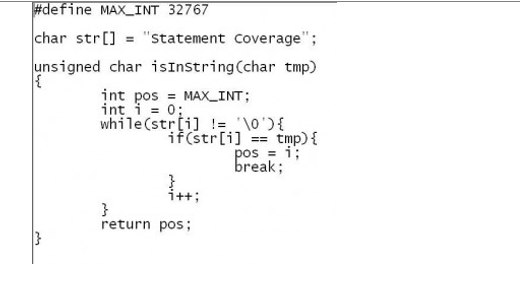 #define MAX_INT 32767
char str[] = "Statement Coverage";
unsigned char isInString(char tmp)
{
int pos = MAX_INT;
int i = 0;
while(str[i] != '\0'){
if(str[i] == tmp){
pos = i;
break;
}
i++;
}
return pos;
}